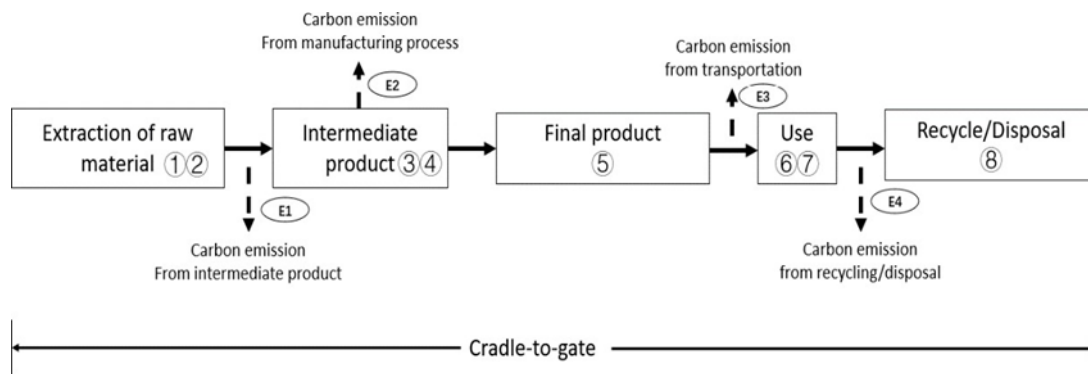 Carbon emission
From manufacturing process
Carbon emission
from transportation
E2
E3
Extraction of raw
material ①②
Intermediate
product ③④
Final product
⑤
Use
⑥⑦
Recycle/Disposal
⑧
E1
E4
Carbon emission
From intermediate product
Carbon emission
from recycling/disposal
Cradle-to-gate